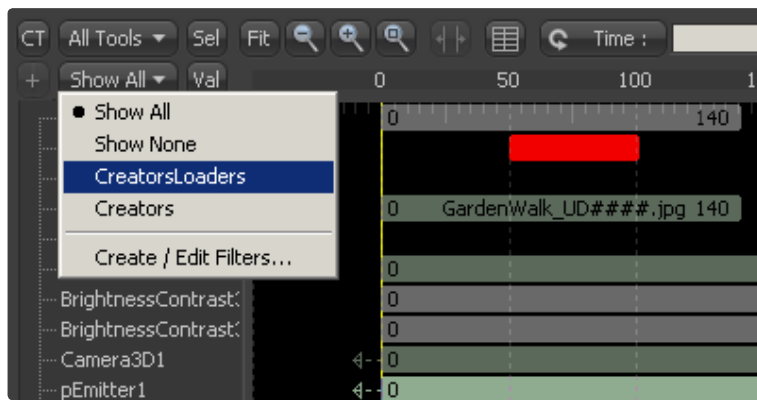 CT All Tools Sel Fit Time :
+ Show All Val 0 50 100 1
Show All 0 140
Show None
CreatorsLoaders
Creators 0 GardenWalk_UD####.jpg 140
Create / Edit Filters...
0
BrightnessContrast 0
BrightnessContrast 0
Camera3D1 0
pEmitter1 0